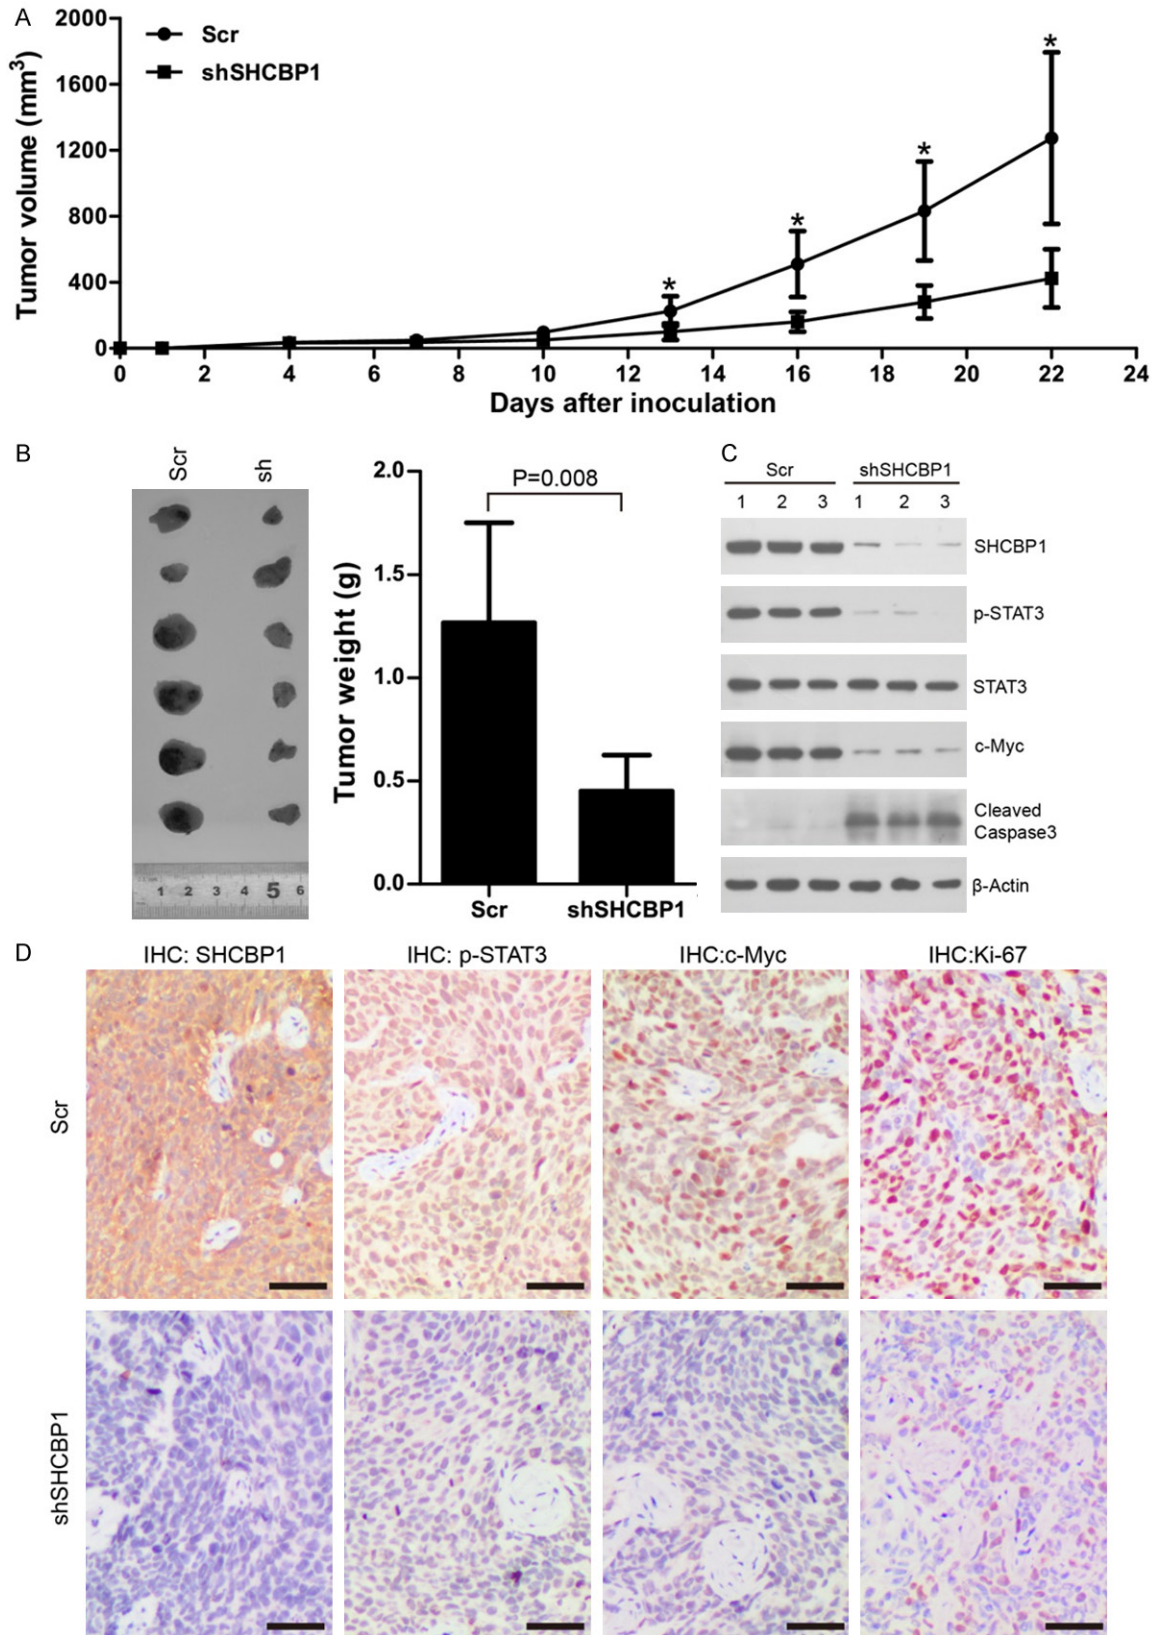 A
2000
1600
1200
800
400
0
Tumor volume (mm3)
Scr
shSHCBP1
*
*
*
*
0 2 4 6 8 10 12 14 16 18 20 22 24
Days after inoculation
B
Scr sh
1 2 3 4 5 6
2.0
1.5
1.0
0.5
0.0
Tumor weight (g)
P=0.008
Scr shSHCBP1
C
Scr shSHCBP1
1 2 3 1 2 3
SHCBP1
p-STAT3
STAT3
c-Myc
Cleaved
Caspase3
β-Actin
D
IHC: SHCBP1 IHC: p-STAT3 IHC:c-Myc IHC:Ki-67
Scr
shSHCBP1